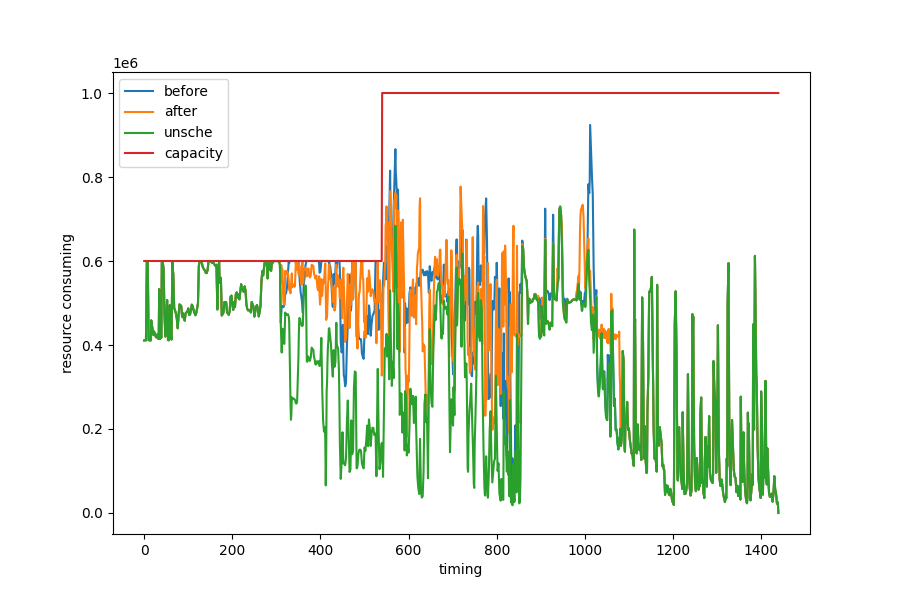 1e6
before
after
unsche
capacity
1.0
0.8
0.6
0.4
0.2
0.0
resource consuming
0 200 400 600 800 1000 1200 1400
timing